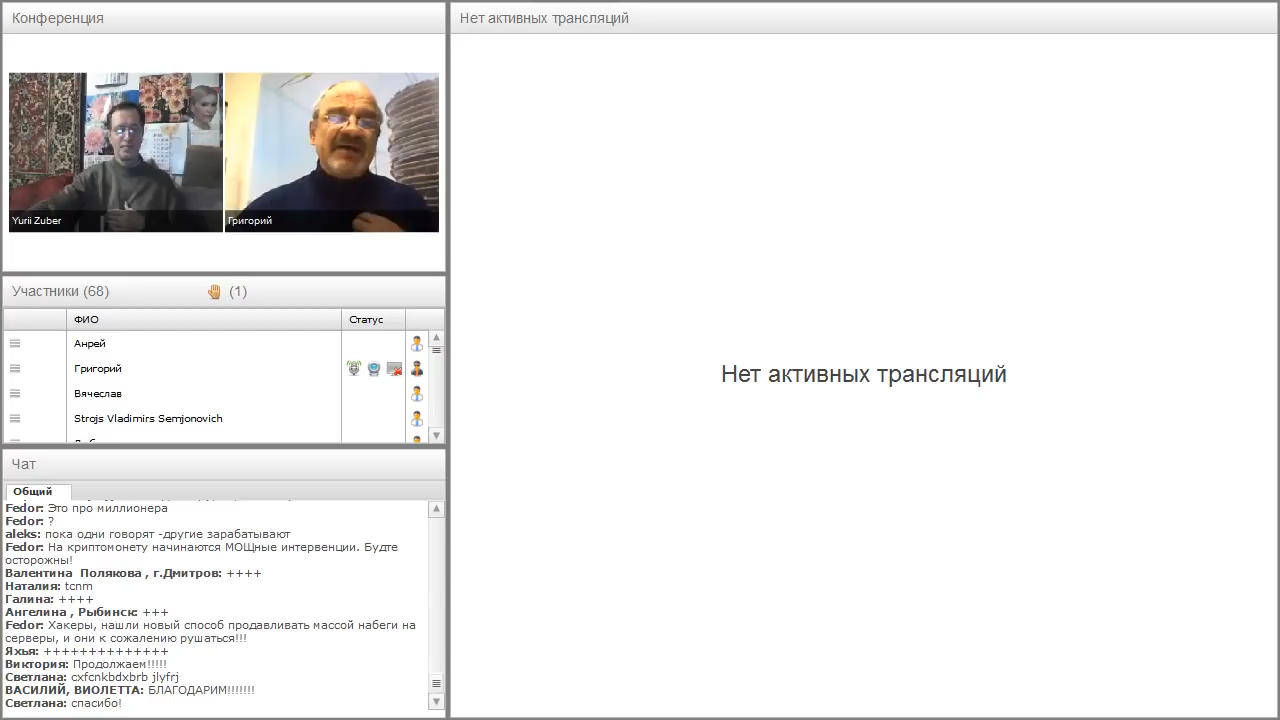 Конференция
Нет активных трансляций
Yurii Zuber
Григорий
Участники (68)
(1)
ФИО
Статус
Анрей
Григорий
Вячеслав
Strojs Vladimirs Semjonovich
Нет активных трансляций
Чат
Общий
Fedor: Это про миллионера
Fedor: ?
aleks: пока одни говорят -другие зарабатывают
Fedor: На криптомонету начинаются МОЩные интервенции. Будте
осторожны!
Валентина Полякова , г.Дмитров: ++++
Наталия: tcnm
Галина: ++++
Ангелина , Рыбинск: +++
Fedor: Хакеры, нашли новый способ продавливать массой набеги на
серверы, и они к сожалению рушаться!!!
Яхья: ++++++++++++++
Виктория: Продолжаем!!!!!
Светлана: cxfcnkbdxbrb jlyfrj
ВАСИЛИЙ, ВИОЛЕТТА: БЛАГОДАРИМ!!!!!!!
Светлана: спасибо!